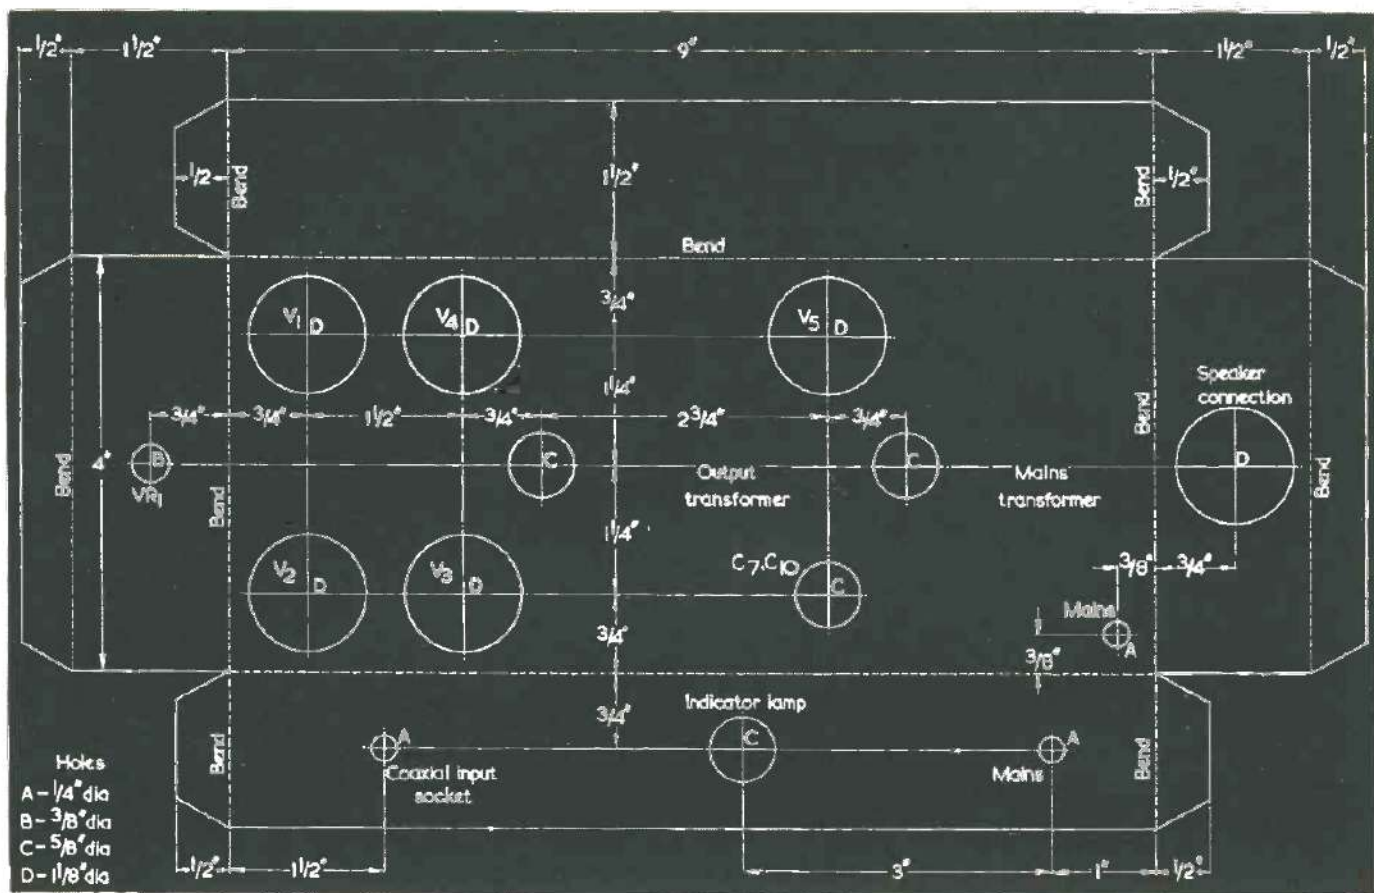 1/2"
1 1/2"
9"
1 1/2"
1/2"
1/2
Bend
1 1/2"
Bend
1/2"
Bend
3/4"
V1 D
V4 D
V5 D
1 1/4"
Speaker connection
3/4"
3/4"
1 1/2"
3/4"
2 3/4"
3/4"
Bend
Bend
4"
B
VR1
Bend
C
Output transformer
C
Mains transformer
D
Bend
1 1/4"
V2 D
V3 D
C7,C10
C
3/8"
3/4"
Mains
A
3/4"
3/8"
3/4"
Indicator lamp
Bend
A
Coaxial input socket
C
A
Mains
Bend
Holes
A - 1/4" dia
B - 3/8" dia
C - 5/8" dia
D - 1 1/8" dia
1/2"
1 1/2"
3"
1"
1/2"